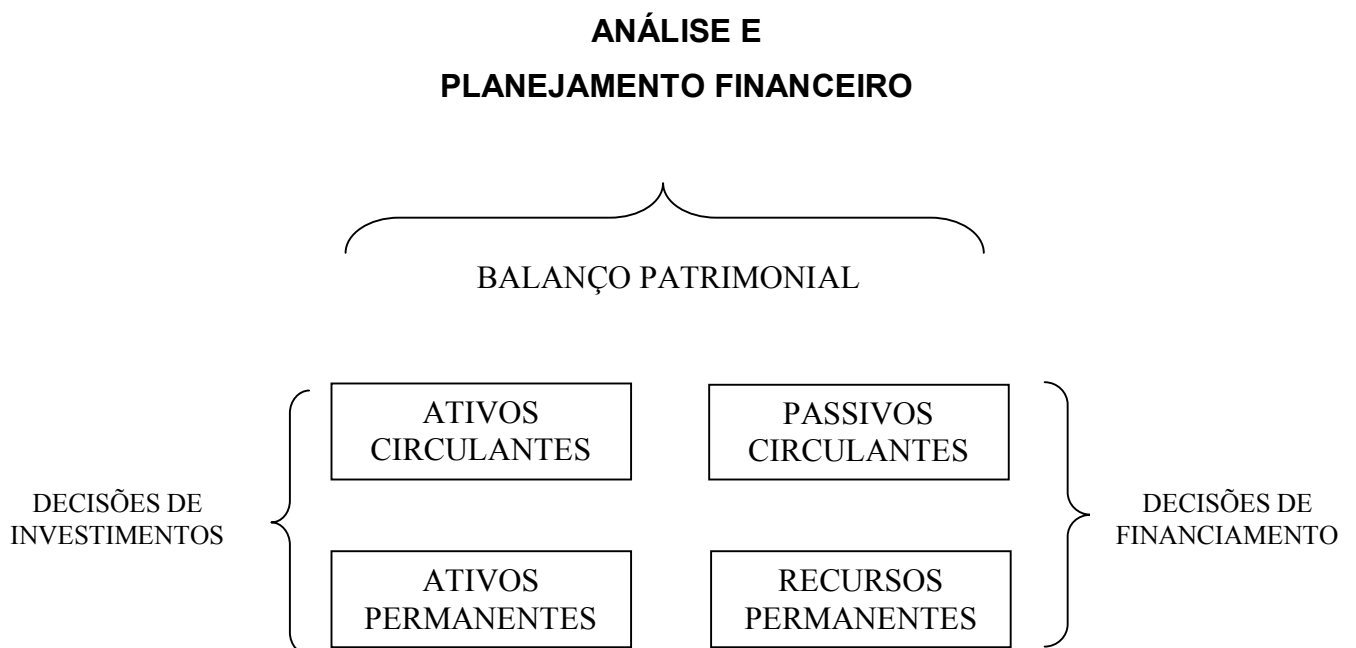 ANÁLISE E
PLANEJAMENTO FINANCEIRO
BALANÇO PATRIMONIAL
ATIVOS
CIRCULANTES
PASSIVOS
CIRCULANTES
DECISÕES DE
INVESTIMENTOS
DECISÕES DE
FINANCIAMENTO
ATIVOS
PERMANENTES
RECURSOS
PERMANENTES